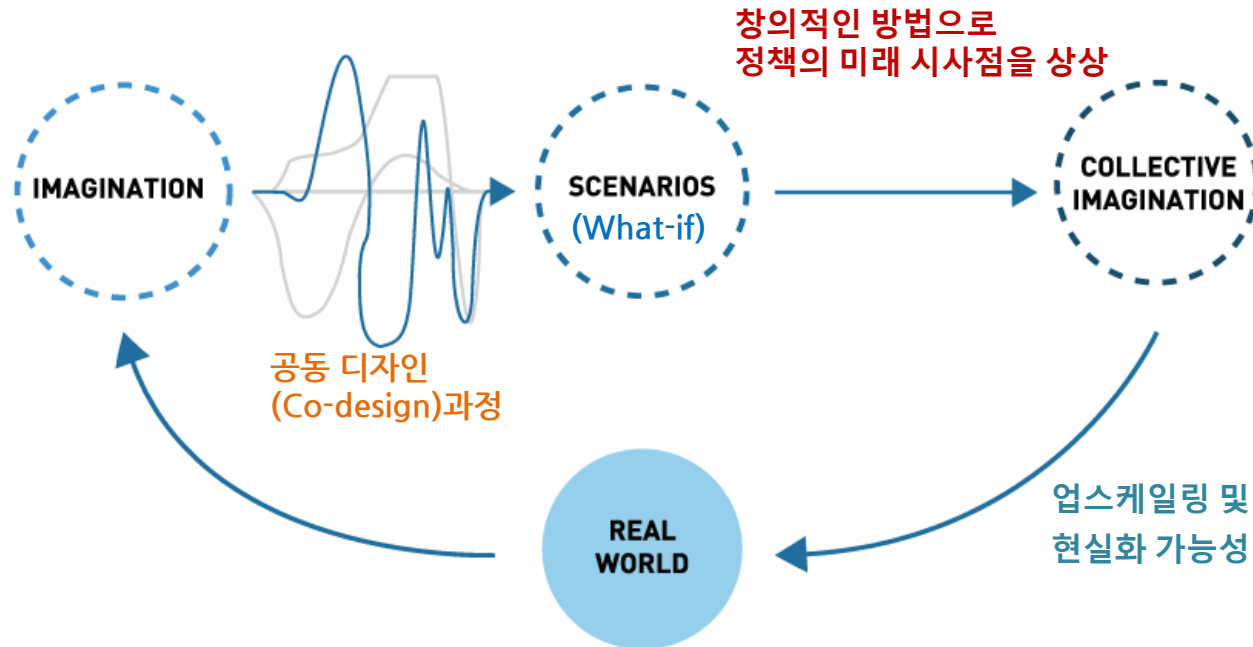 창의적인 방법으로
정책의 미래 시사점을 상상
IMAGINATION
SCENARIOS
(What-if)
COLLECTIVE
IMAGINATION
공동 디자인
(Co-design)과정
업스케일링 및
현실화 가능성
REAL
WORLD